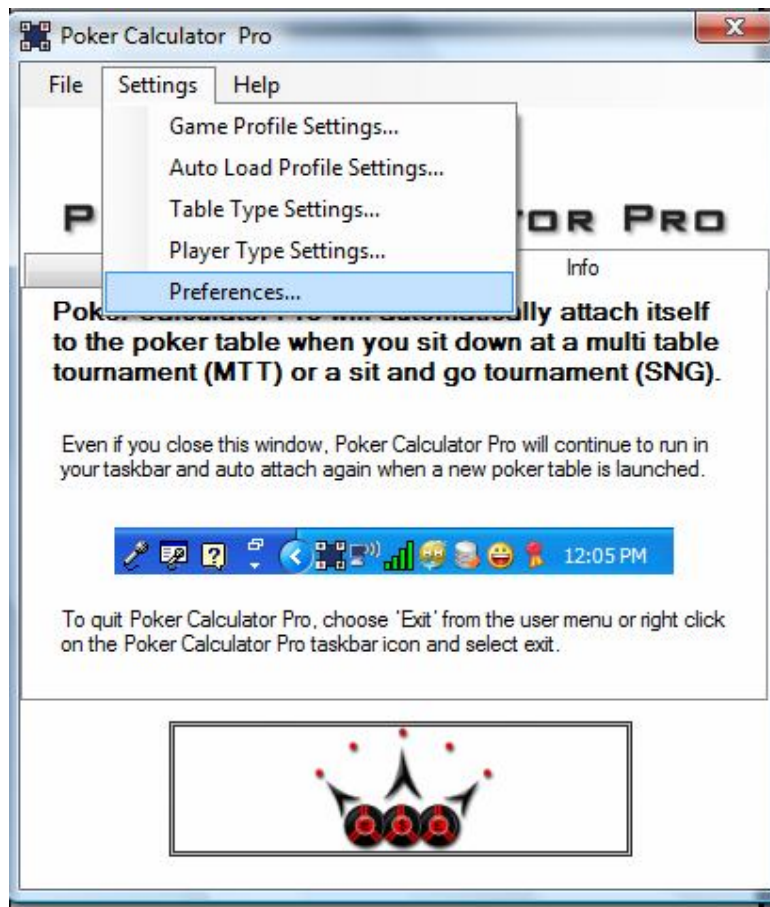 Poker Calculator Pro
File Settings Help
Game Profile Settings...
Auto Load Profile Settings...
Table Type Settings...
Player Type Settings...
Preferences...
PRO
Info
to the poker table when you sit down at a multi table
tournament (MTT) or a sit and go tournament (SNG).
Even if you close this window, Poker Calculator Pro will continue to run in
your taskbar and auto attach again when a new poker table is launched.
12:05 PM
To quit Poker Calculator Pro, choose 'Exit' from the user menu or right click
on the Poker Calculator Pro taskbar icon and select exit.